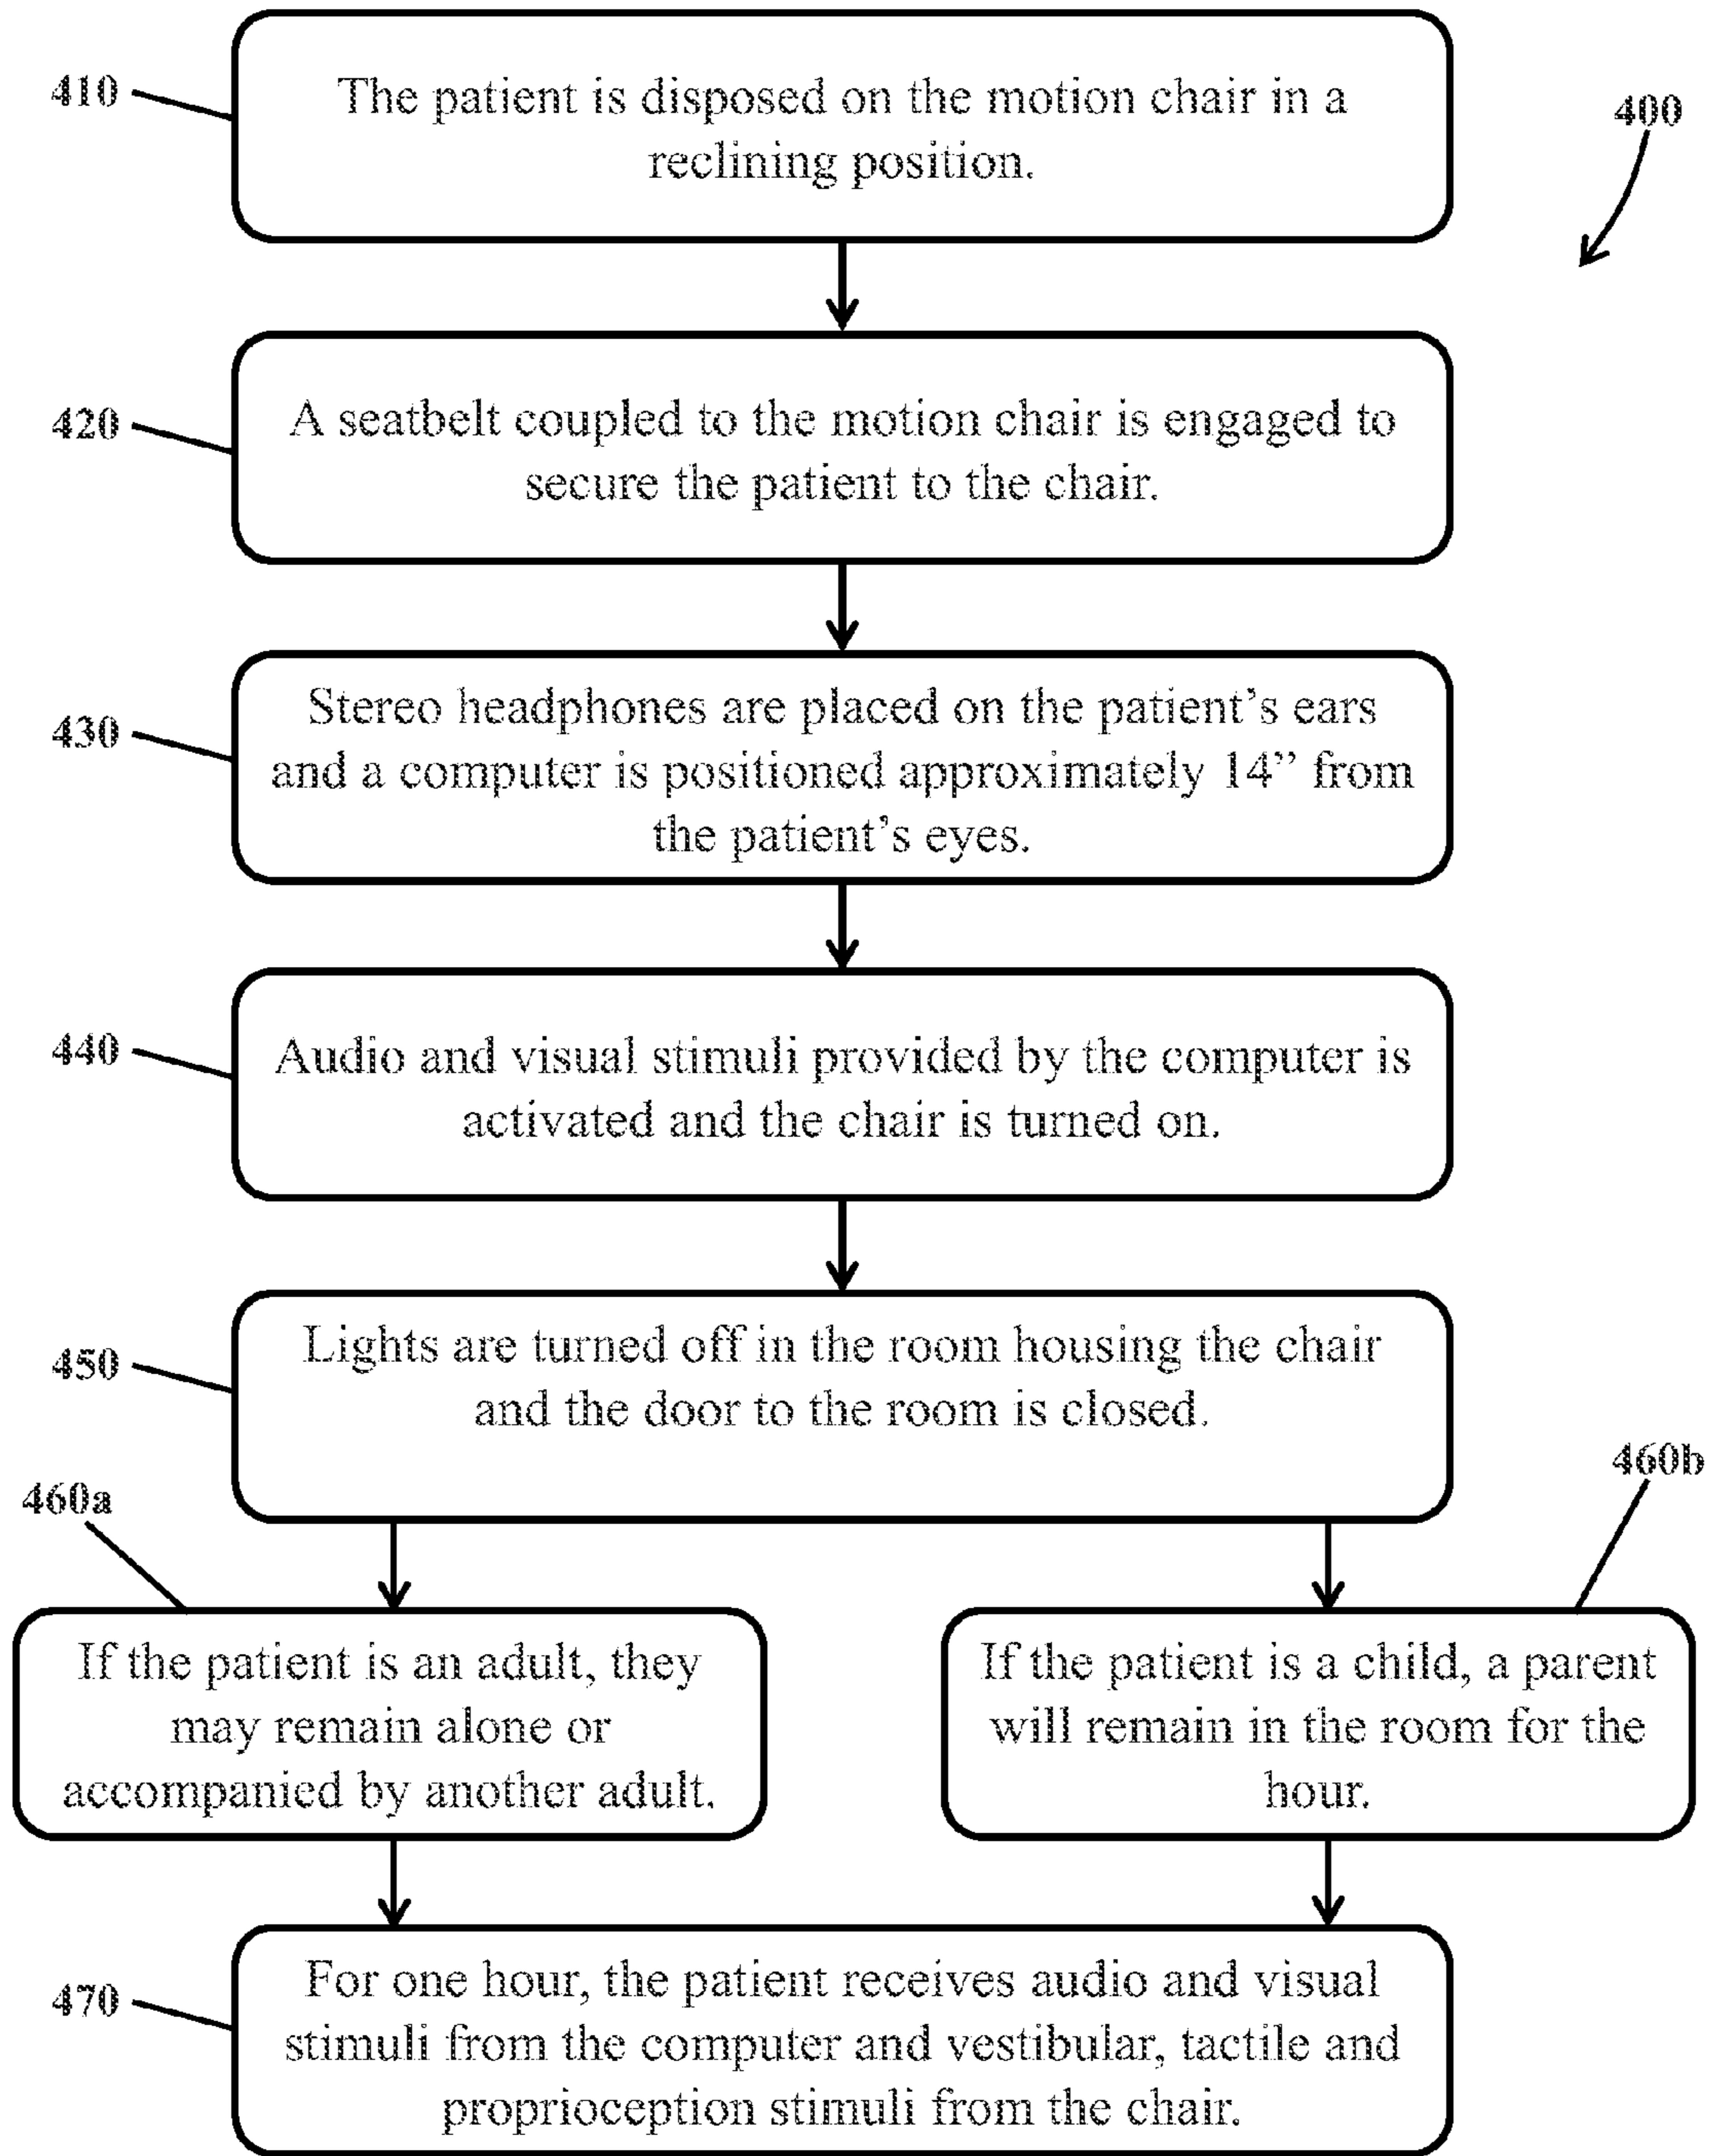 410
The patient is disposed on the motion chair in a
reclining position.
400
420
A seatbelt coupled to the motion chair is engaged to
secure the patient to the chair.
430
Stereo headphones are placed on the patient’s ears
and a computer is positioned approximately 14” from
the patient’s eyes.
440
Audio and visual stimuli provided by the computer is
activated and the chair is turned on.
450
Lights are turned off in the room housing the chair
and the door to the room is closed.
460a
If the patient is an adult, they
may remain alone or
accompanied by another adult.
460b
If the patient is a child, a parent
will remain in the room for the
hour.
470
For one hour, the patient receives audio and visual
stimuli from the computer and vestibular, tactile and
proprioception stimuli from the chair.